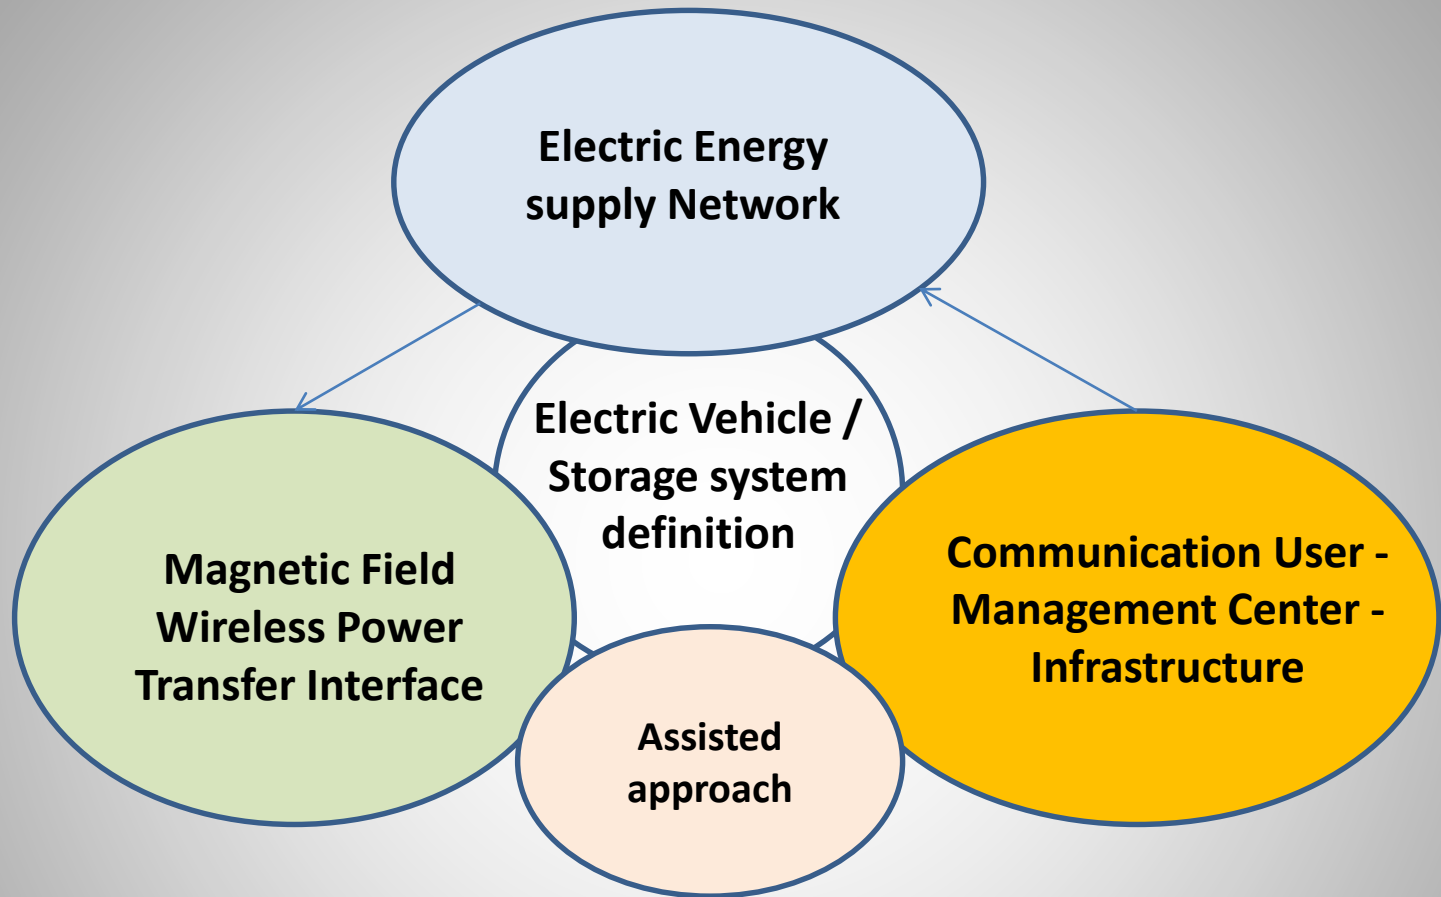 Electric Energy
supply Network
Electric Vehicle /
Storage system
definition
Magnetic Field
Wireless Power
Transfer Interface
Communication User -
Management Center -
Infrastructure
Assisted
approach